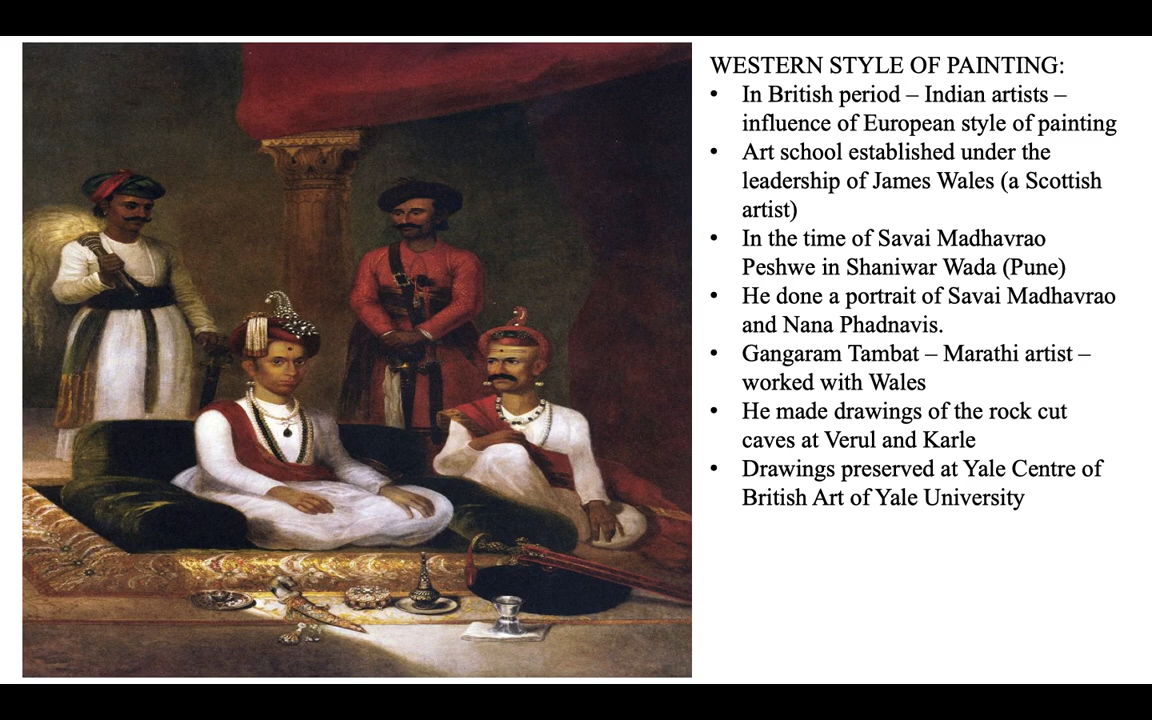 WESTERN STYLE OF PAINTING:
• In British period – Indian artists –
influence of European style of painting
• Art school established under the
leadership of James Wales (a Scottish
artist)
• In the time of Savai Madhavrao
Peshwe in Shaniwar Wada (Pune)
• He done a portrait of Savai Madhavrao
and Nana Phadnavis.
• Gangaram Tambat – Marathi artist –
worked with Wales
• He made drawings of the rock cut
caves at Verul and Karle
• Drawings preserved at Yale Centre of
British Art of Yale University